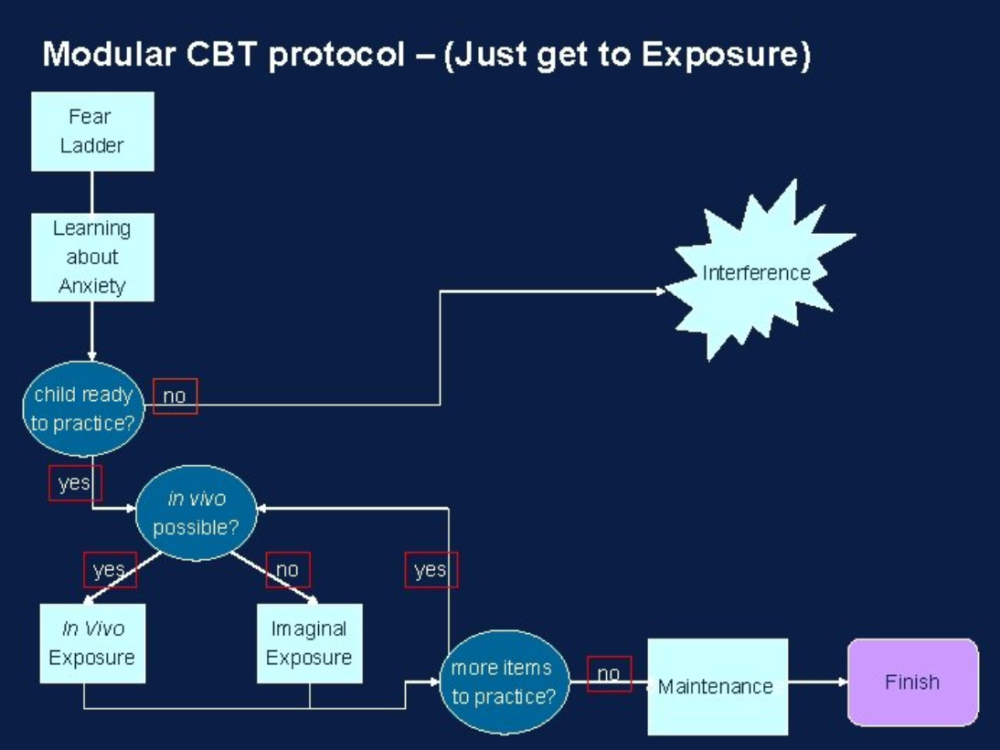 Modular CBT protocol – (Just get to Exposure)
Fear
Ladder
Learning
about
Anxiety
Interference
child ready
to practice?
no
yes
in vivo
possible?
yes
no
yes
In Vivo
Exposure
Imaginal
Exposure
more items
to practice?
no
Maintenance
Finish